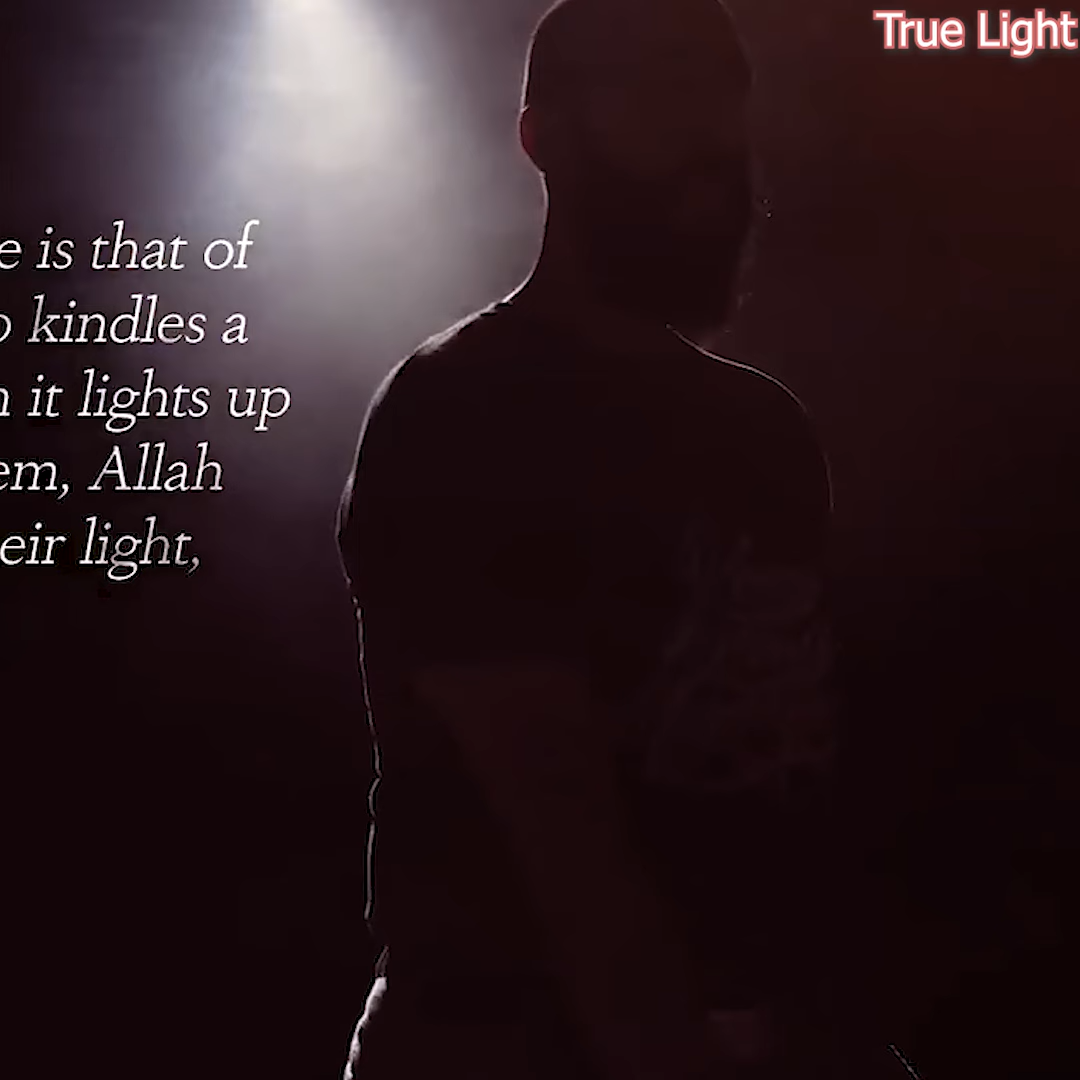 True Light
e is that of
kindles a
it lights up
em, Allah
eir light,